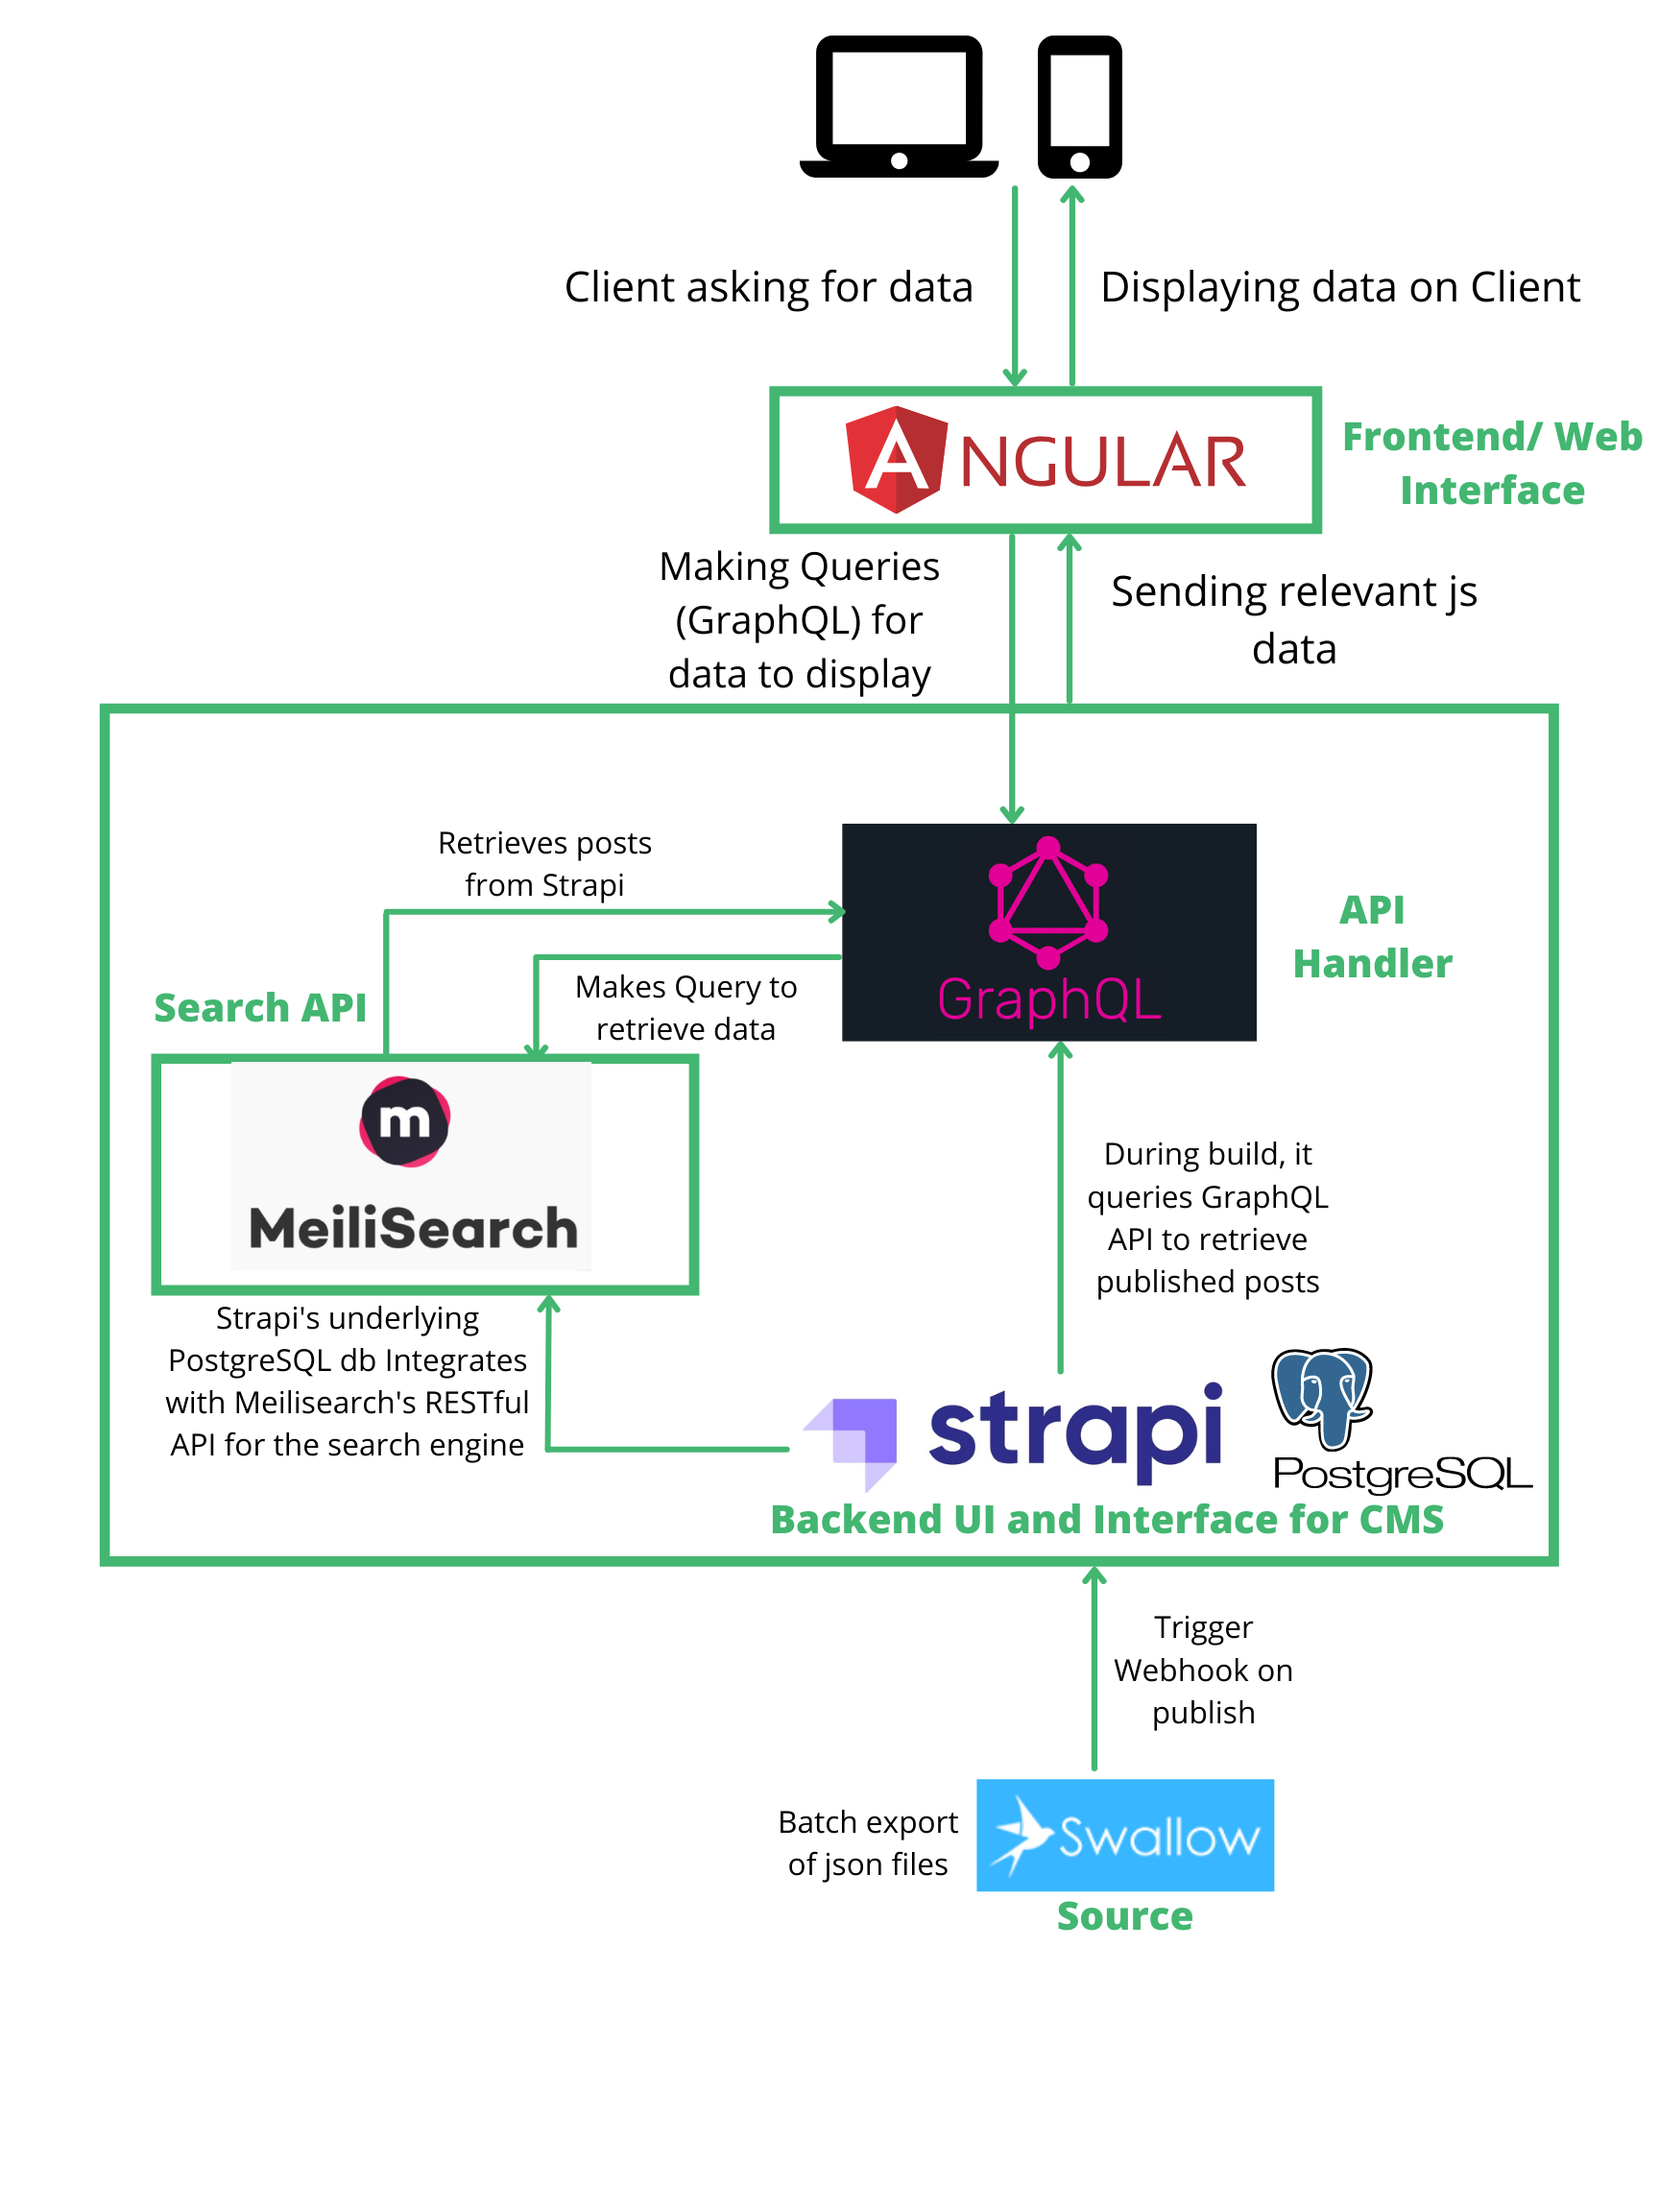 Client asking for data
Displaying data on Client
ANGULAR
Frontend/ Web
Interface
Making Queries
(GraphQL) for
data to display
Sending relevant js
data
Retrieves posts
from Strapi
GraphQL
API
Handler
Makes Query to
retrieve data
Search API
m
MeiliSearch
During build, it
queries GraphQL
API to retrieve
published posts
Strapi's underlying
PostgreSQL db Integrates
with Meilisearch's RESTful
API for the search engine
strapi
PostgreSQL
Backend UI and Interface for CMS
Trigger
Webhook on
publish
Batch export
of json files
Swallow
Source